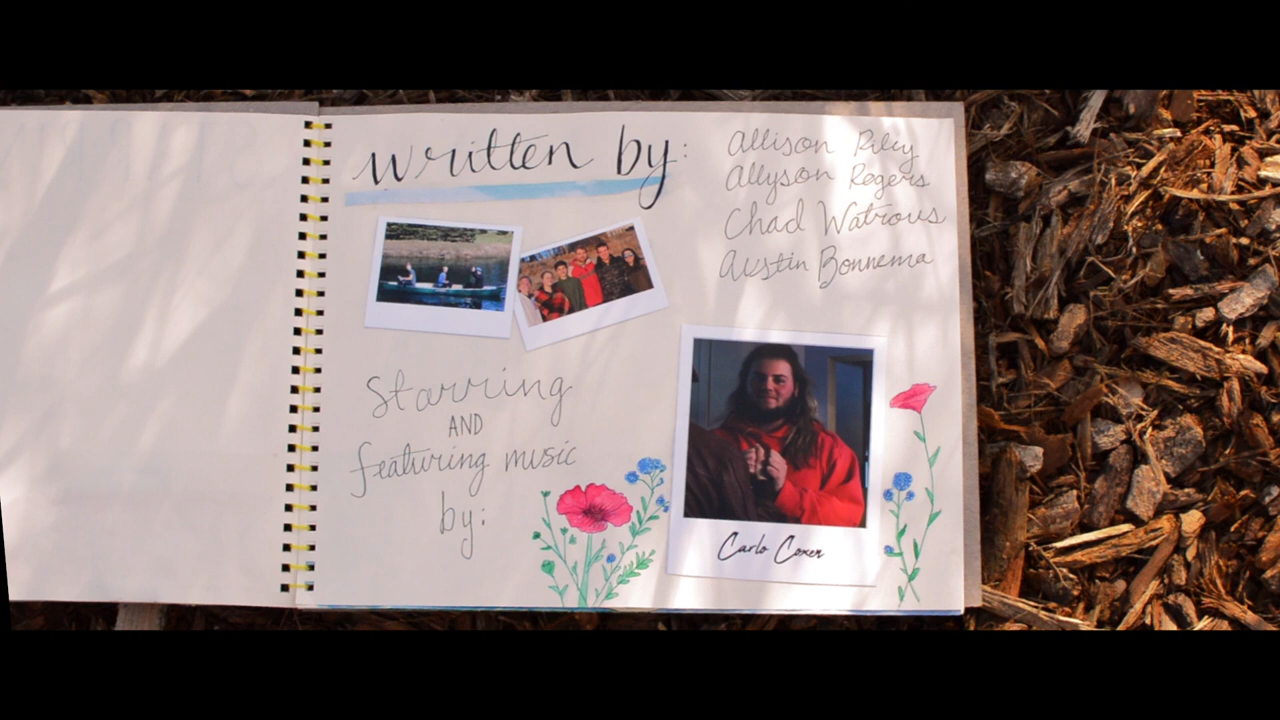 written by:
Allison Riley
Allyson Rogers
Chad Watrous
Austin Bonnema
Starring
AND
featuring music
by:
Carlo Coxen